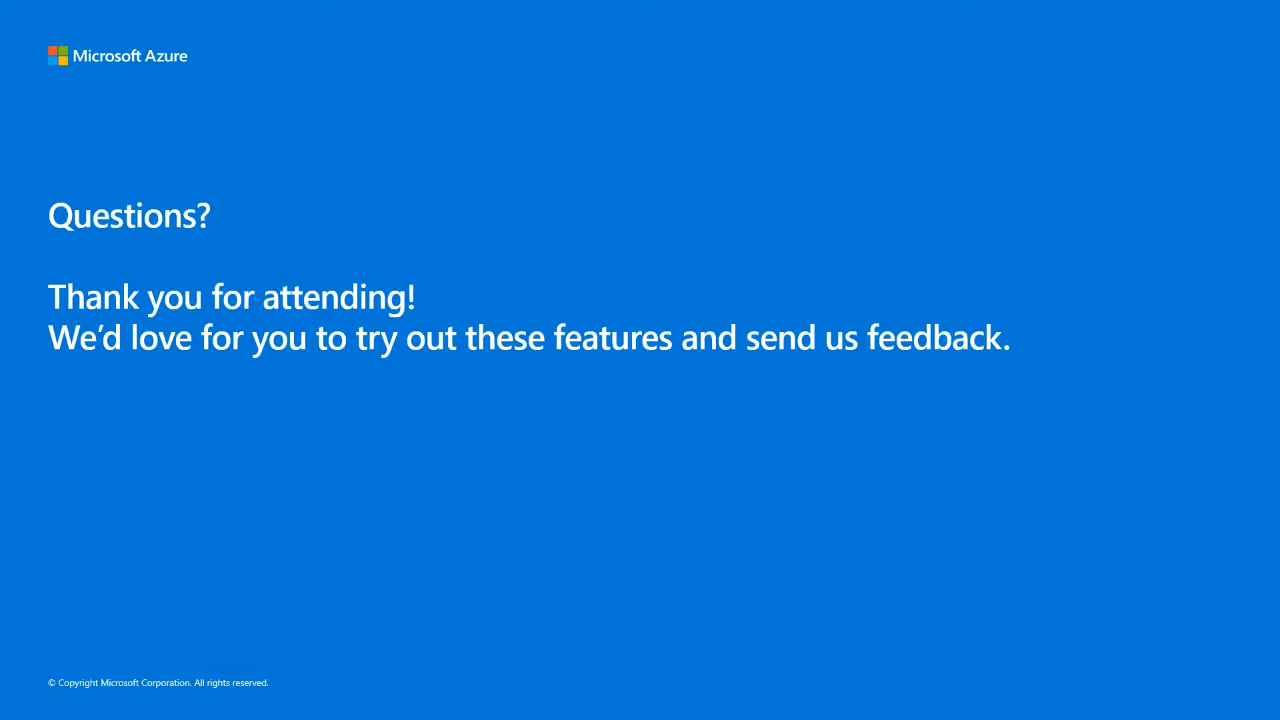 Microsoft Azure
Questions?
Thank you for attending!
We’d love for you to try out these features and send us feedback.
© Copyright Microsoft Corporation. All rights reserved.